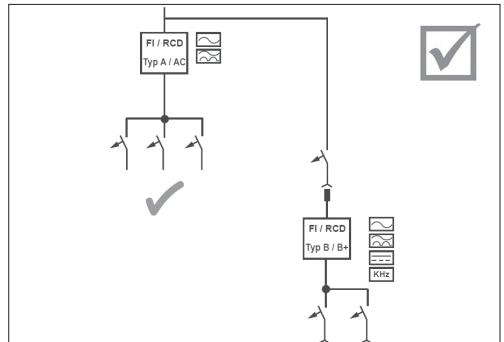 FI / RCD
Typ A / AC
FI / RCD
Typ B / B+
KHz